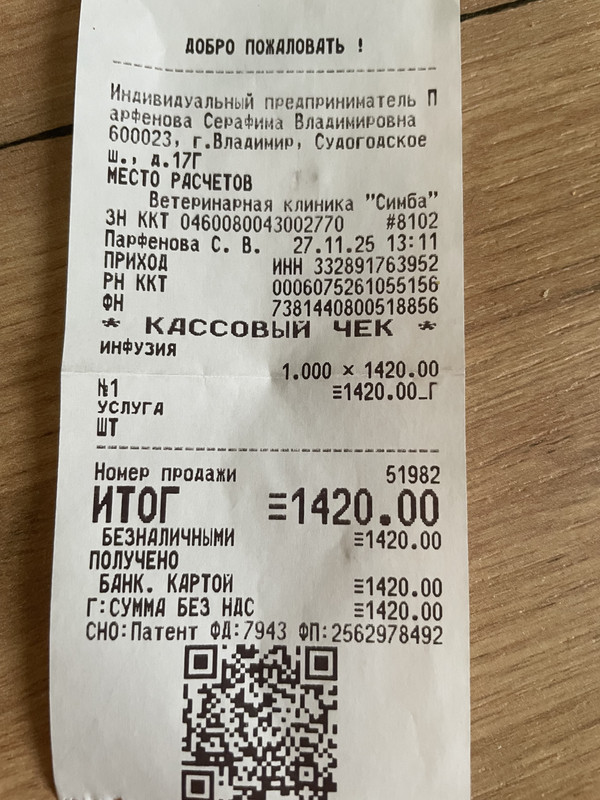 ДОБРО ПОЖАЛОВАТЬ !
Индивидуальный предприниматель П
арфенова Серафима Владимировна
600023, г.Владимир, Судогодское
ш., д.17Г
МЕСТО РАСЧЕТОВ
Ветеринарная клиника "Симба"
ЗН ККТ 0460080043002770 #8102
Парфенова С. В. 27.11.25 13:11
ПРИХОД ИНН 332891763952
РН ККТ 0006075261055156
ФН 7381440800518856
* КАССОВЫЙ ЧЕК *
ИНФУЗИЯ
1.000 × 1420.00
№1 ≡1420.00_Г
УСЛУГА
ШТ
Номер продажи 51982
ИТОГ ≡1420.00
БЕЗНАЛИЧНЫМИ ≡1420.00
ПОЛУЧЕНО
БАНК. КАРТОЙ ≡1420.00
Г:СУММА БЕЗ НДС ≡1420.00
СНО:Патент ФД:7943 ФП:2562978492